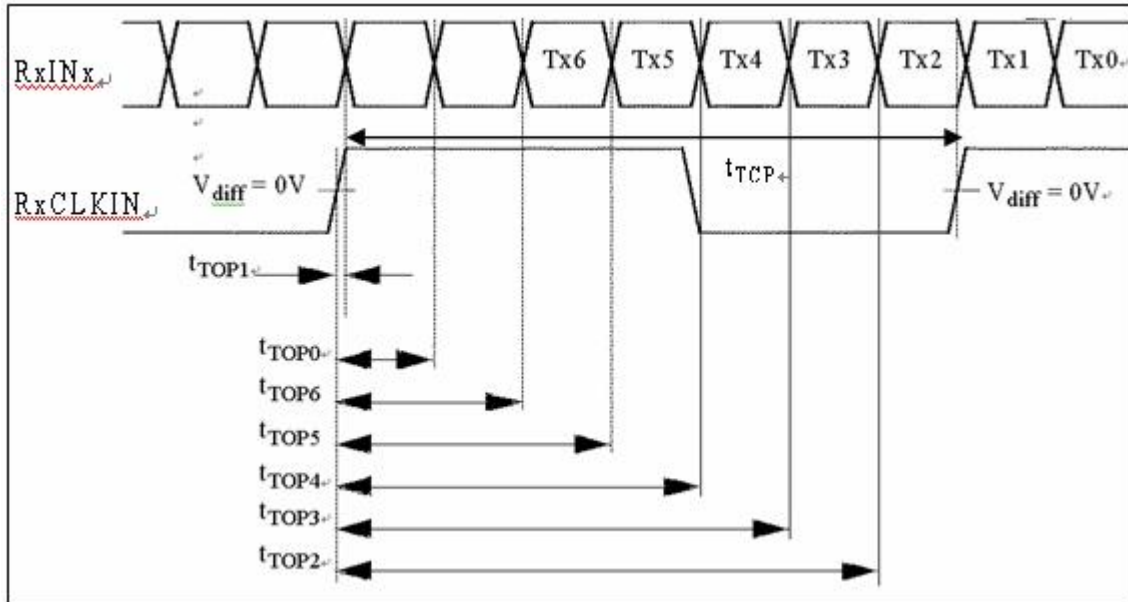 RxINx
Tx6 Tx5 Tx4 Tx3 Tx2 Tx1 Tx0
tTCP
Vdiff = 0V
Vdiff = 0V
RxCLKIN
tTOP1
tTOP0
tTOP6
tTOP5
tTOP4
tTOP3
tTOP2